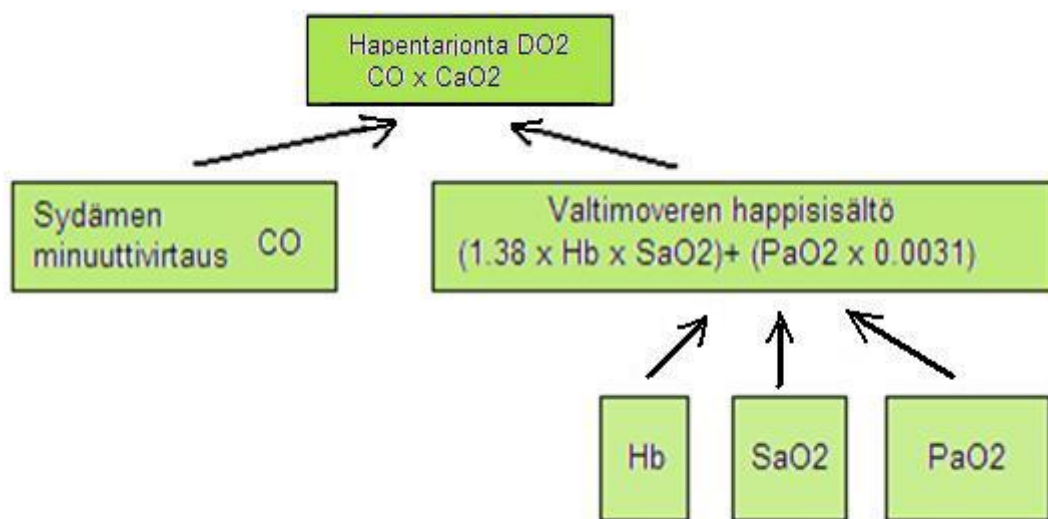 Hapentarjonta DO2
CO x CaO2
Sydämen
minuuttivirtaus CO
Valtimoveren happisisältö
(1.38 x Hb x SaO2)+ (PaO2 x 0.0031)
Hb
SaO2
PaO2